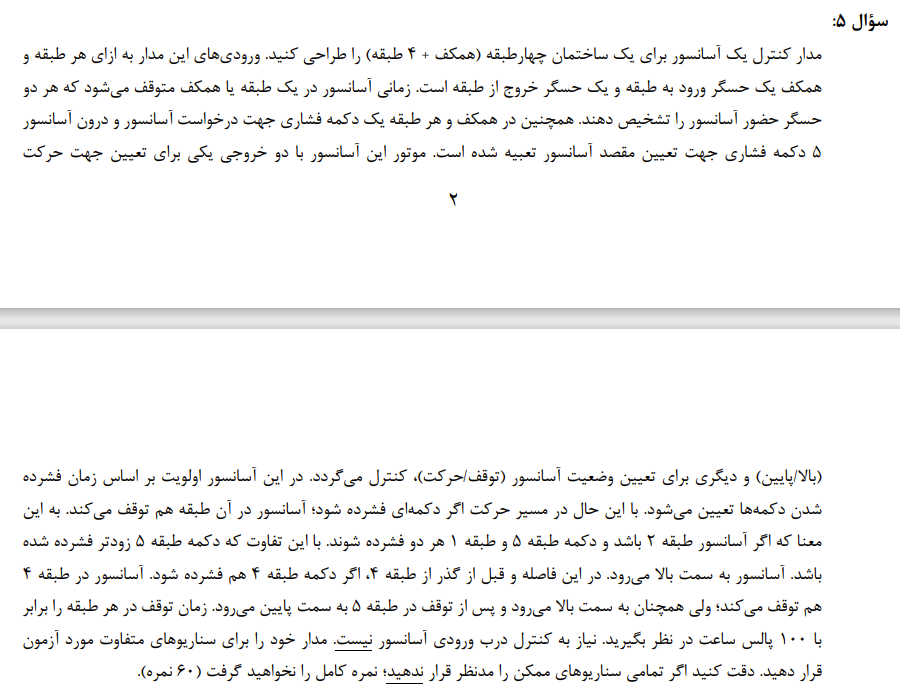 سؤال ۵:
مدار کنترل یک آسانسور برای یک ساختمان چهارطبقه (همکف + ۴ طبقه) را طراحی کنید. ورودی‌های این مدار به ازای هر طبقه و
همکف یک حسگر ورود به طبقه و یک حسگر خروج از طبقه است. زمانی آسانسور در یک طبقه یا همکف متوقف می‌شود که هر دو
حسگر حضور آسانسور را تشخیص دهند. همچنین در همکف و هر طبقه یک دکمه فشاری جهت درخواست آسانسور و درون آسانسور
۵ دکمه فشاری جهت تعیین مقصد آسانسور تعبیه شده است. موتور این آسانسور با دو خروجی یکی برای تعیین جهت حرکت
۲
(بالا/پایین) و دیگری برای تعیین وضعیت آسانسور (توقف/حرکت)، کنترل می‌گردد. در این آسانسور اولویت بر اساس زمان فشرده
شدن دکمه‌ها تعیین می‌شود. با این حال در مسیر حرکت اگر دکمه‌ای فشرده شود؛ آسانسور در آن طبقه هم توقف می‌کند. به این
معنا که اگر آسانسور طبقه ۲ باشد و دکمه طبقه ۵ و طبقه ۱ هر دو فشرده شوند. با این تفاوت که دکمه طبقه ۵ زودتر فشرده شده
باشد. آسانسور به سمت بالا می‌رود. در این فاصله و قبل از گذر از طبقه ۴، اگر دکمه طبقه ۴ هم فشرده شود. آسانسور در طبقه ۴
هم توقف می‌کند؛ ولی همچنان به سمت بالا می‌رود و پس از توقف در طبقه ۵ به سمت پایین می‌رود. زمان توقف در هر طبقه را برابر
با ۱۰۰ پالس ساعت در نظر بگیرید. نیاز به کنترل درب ورودی آسانسور نیست. مدار خود را برای سناریوهای متفاوت مورد آزمون
قرار دهید. دقت کنید اگر تمامی سناریوهای ممکن را مدنظر قرار ندهید؛ نمره کامل را نخواهید گرفت (۶۰ نمره).